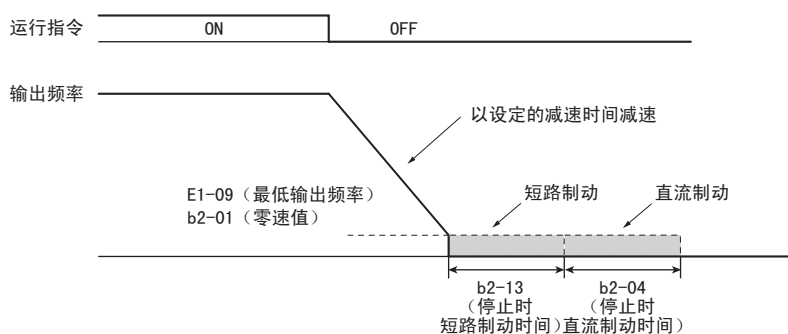 运行指令
ON
OFF
输出频率
以设定的减速时间减速
E1-09（最低输出频率）
b2-01（零速值）
短路制动
直流制动
b2-13
（停止时
短路制动时间）
b2-04
（停止时
直流制动时间）